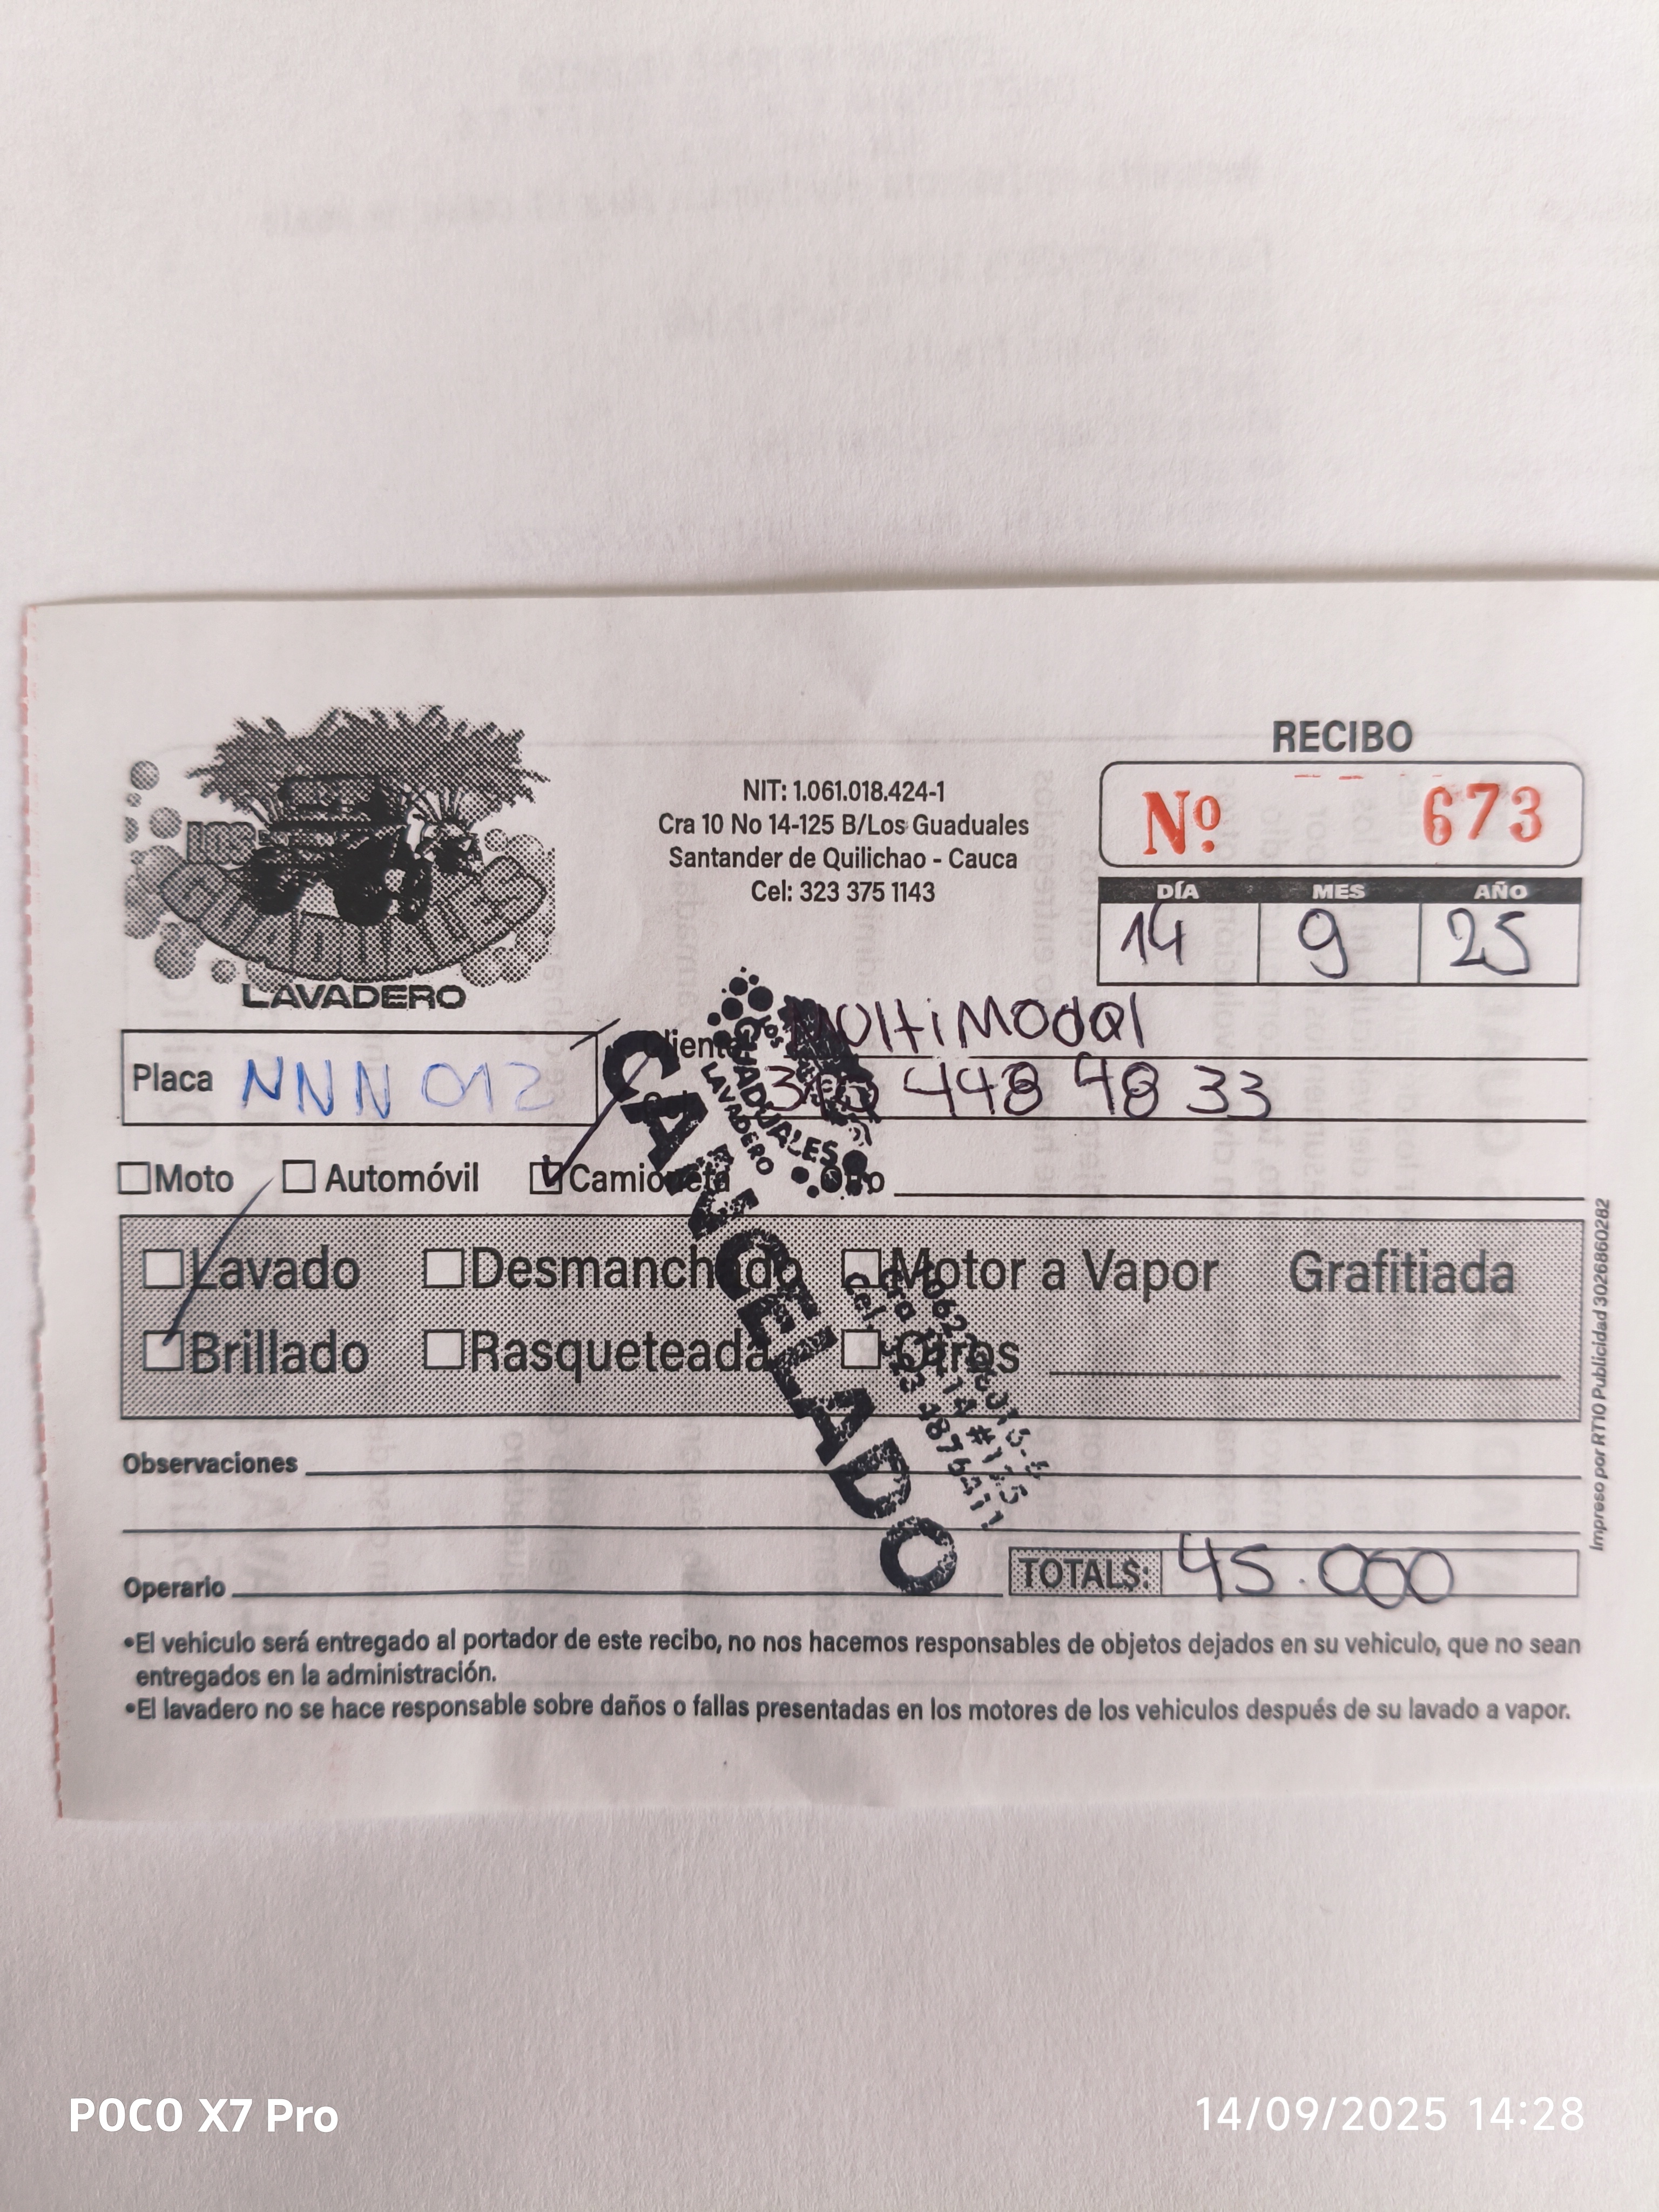 RECIBO
Nº 673
NIT: 1.061.018.424-1
Cra 10 No 14-125 B/Los Guaduales
Santander de Quilichao - Cauca
Cel: 323 375 1143
DÍA MES AÑO
14 9 25
LOS
GUADUALES
LAVADERO
Cliente MultiModal
Placa NNN 012
448 48 33
Moto Automóvil Camioneta Otro
Lavado Desmanchado Motor a Vapor Grafitiada
Brillado Rasqueteada Otros
Observaciones
Operario
TOTAL $: 45.000
•El vehiculo será entregado al portador de este recibo, no nos hacemos responsables de objetos dejados en su vehiculo, que no sean
entregados en la administración.
•El lavadero no se hace responsable sobre daños o fallas presentadas en los motores de los vehiculos después de su lavado a vapor.
Impreso por RT10 Publicidad 3026860282
LOS
GUADUALES
LAVADERO
CANCELADO
POCO X7 Pro
14/09/2025 14:28